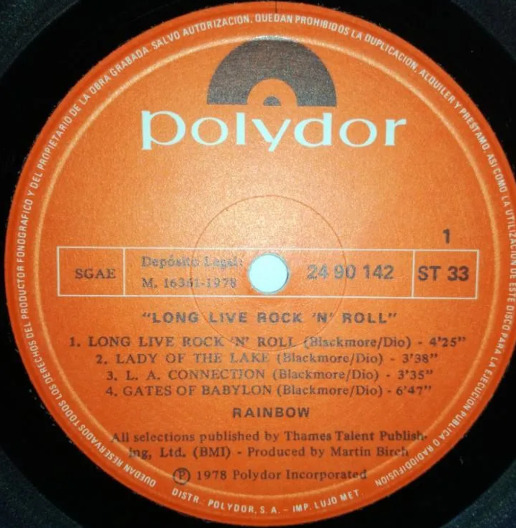 QUEDAN RESERVADOS TODOS LOS DERECHOS DEL PRODUCTOR FONOGRAFICO Y DEL PROPIETARIO DE LA OBRA GRABADA. SALVO AUTORIZACION, QUEDAN PROHIBIDOS LA DUPLICACION, ALQUILER Y PRESTAMO, ASI COMO LA UTILIZACION DE ESTE DISCO PARA LA EJECUCION PUBLICA O RADIODIFUSION
polydor
1
SGAE
Depósito Legal:
M. 16361-1978
24 90 142
ST 33
"LONG LIVE ROCK 'N' ROLL"
1. LONG LIVE ROCK 'N' ROLL (Blackmore/Dio) - 4'25"
2. LADY OF THE LAKE (Blackmore/Dio) - 3'38"
3. L. A. CONNECTION (Blackmore/Dio) - 3'35"
4. GATES OF BABYLON (Blackmore/Dio) - 6'47"
RAINBOW
All selections published by Thames Talent Publish-
ing, Ltd. (BMI) - Produced by Martin Birch
Ⓟ 1978 Polydor Incorporated
DISTR. POLYDOR, S.A. - IMP. LUJO MET